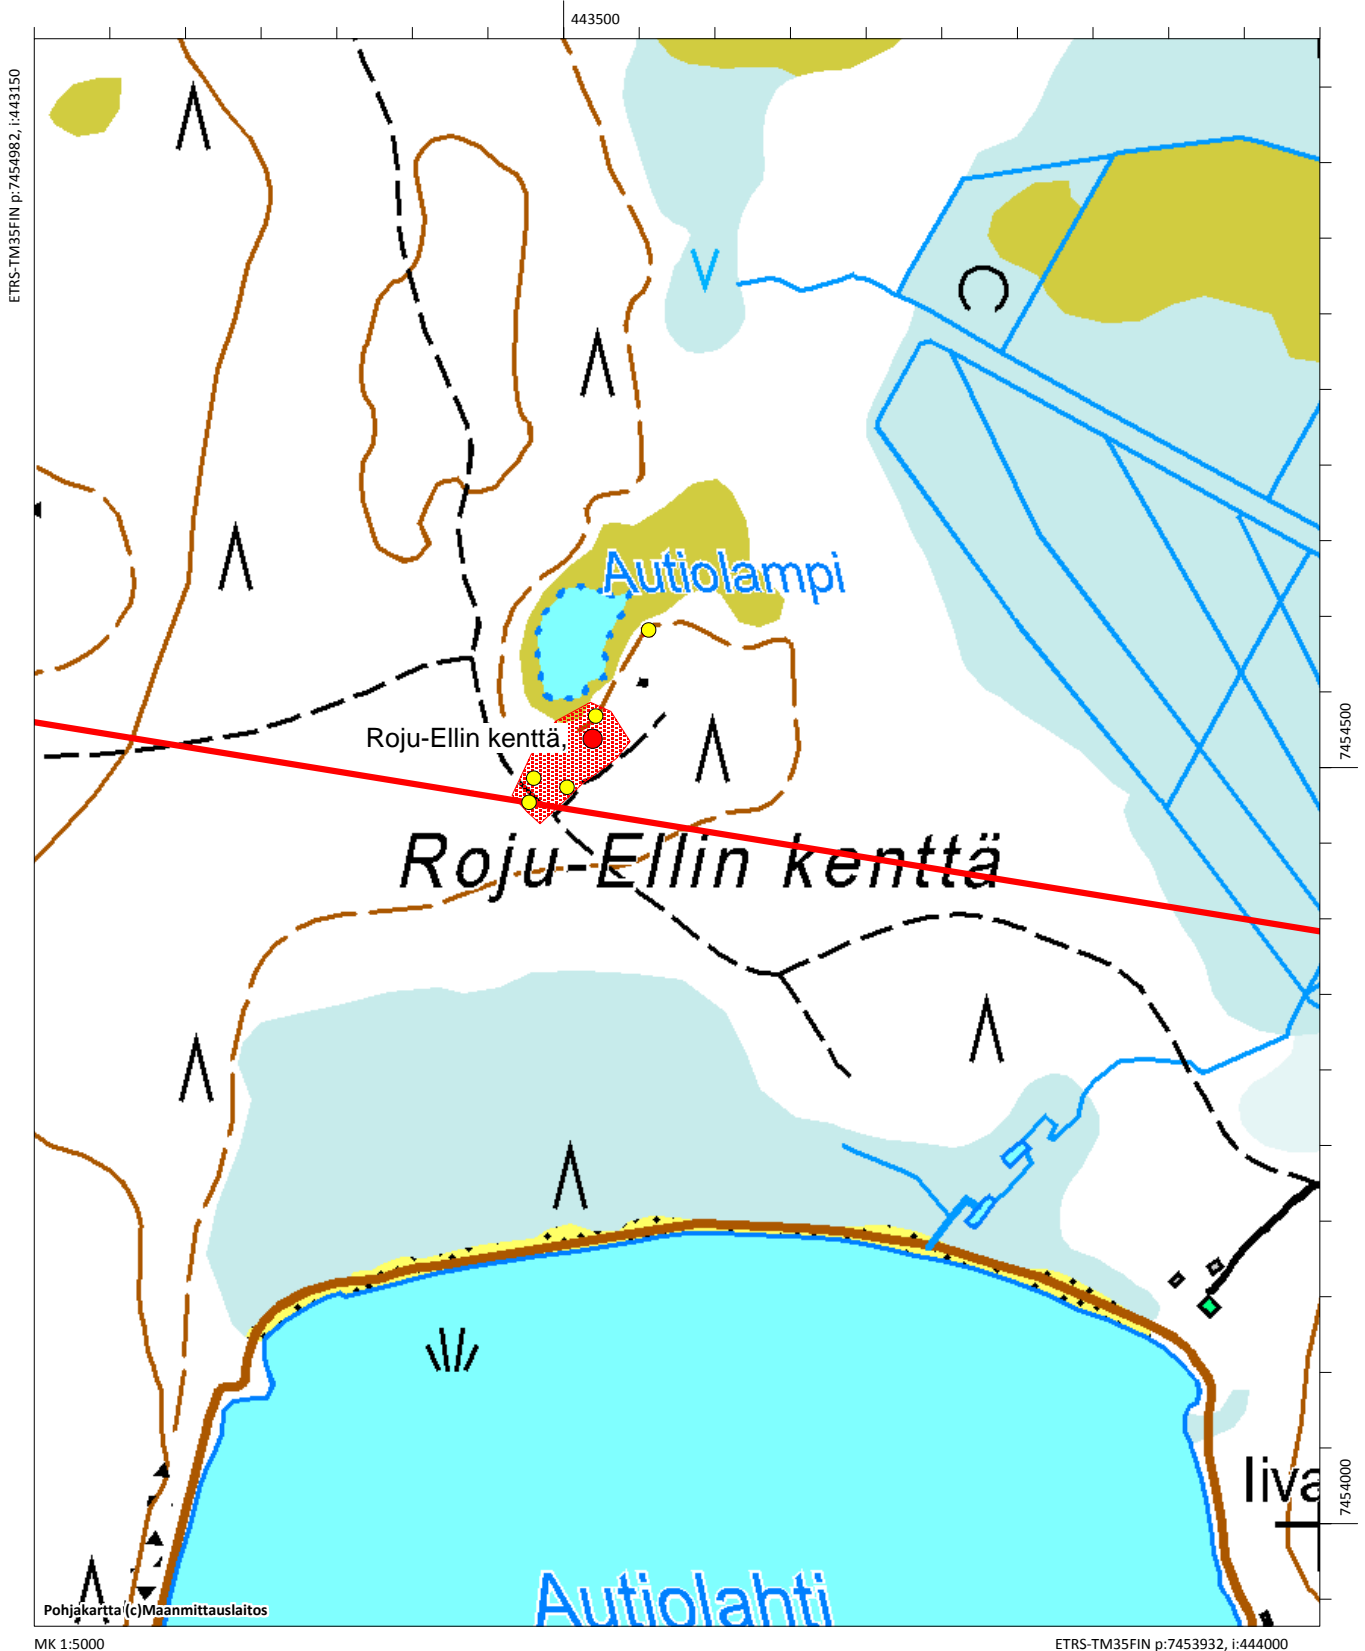 443500
ETRS-TM35FIN p:7454982, i:443150
Autiolampi
Roju-Ellin kenttä,
7454500
Roju-Ellin kenttä
Iiva
7454000
Autiolahti
Pohjakartta (c)Maanmittauslaitos
MK 1:5000
ETRS-TM35FIN p:7453932, i:444000